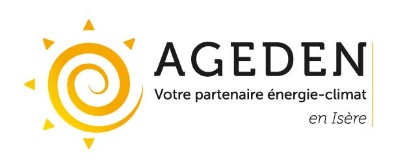 AGEDEN
Votre partenaire énergie-climat
en Isère